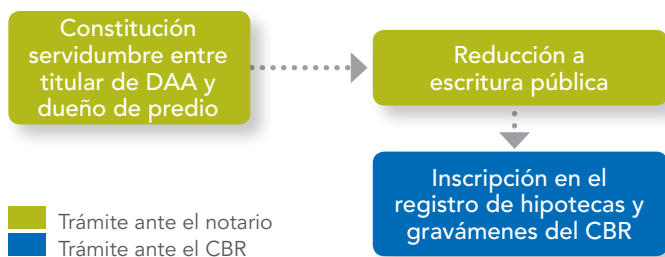 Constitución
servidumbre entre
titular de DAA y
dueño de predio
Reducción a
escritura pública
Inscripción en el
registro de hipotecas y
gravámenes del CBR
Trámite ante el notario
Trámite ante el CBR